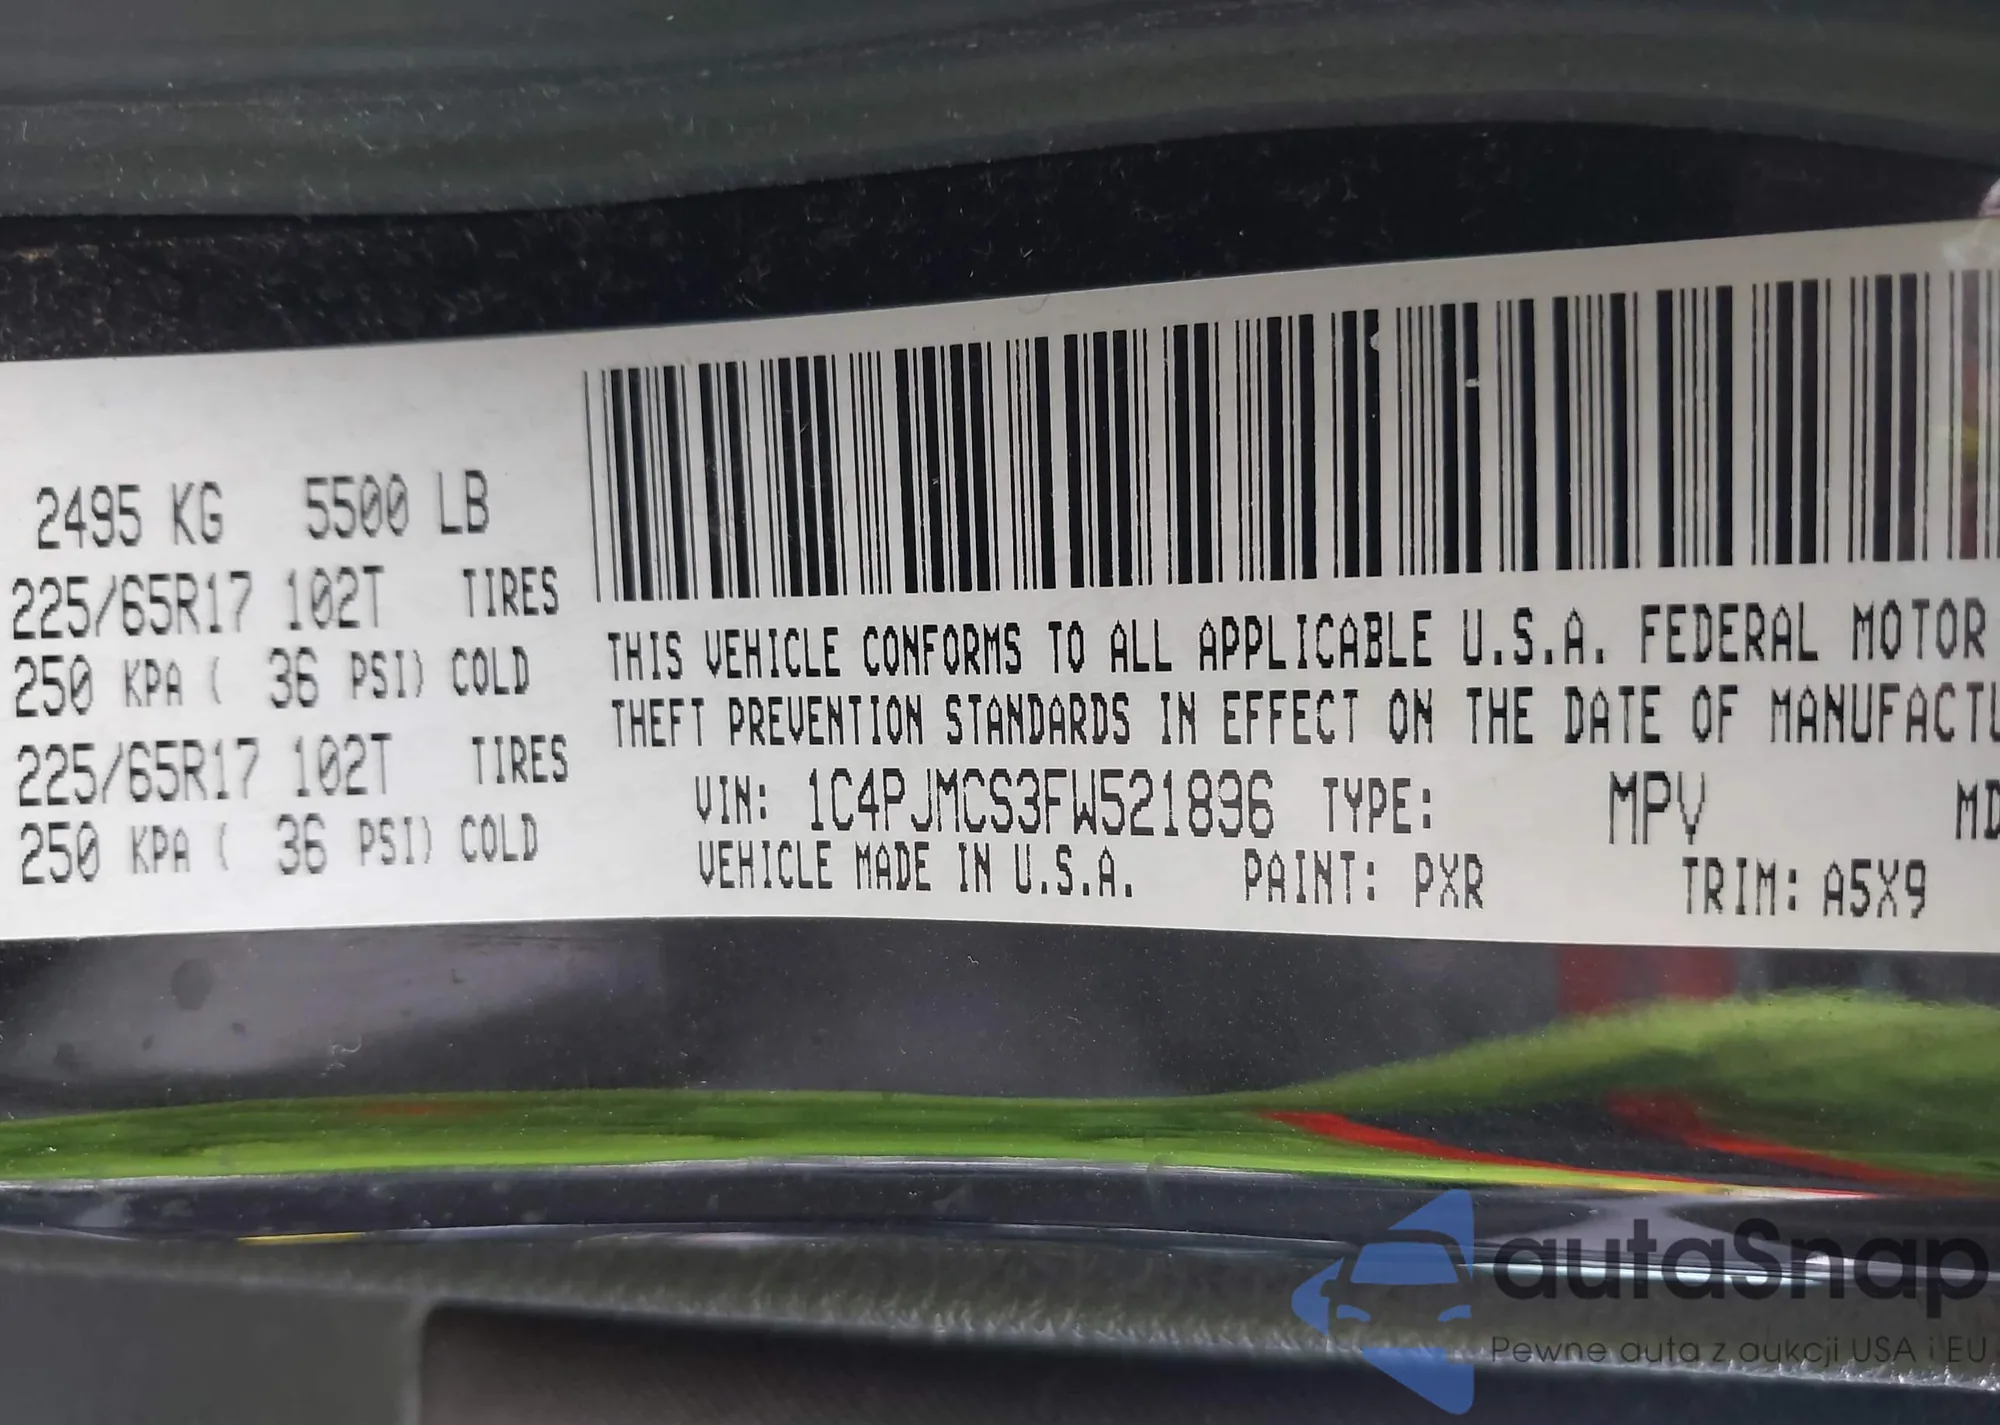 2495 KG 5500 LB
225/65R17 102T TIRES
250 KPA ( 36 PSI) COLD
225/65R17 102T TIRES
250 KPA ( 36 PSI) COLD
THIS VEHICLE CONFORMS TO ALL APPLICABLE U.S.A. FEDERAL MOTOR
THEFT PREVENTION STANDARDS IN EFFECT ON THE DATE OF MANUFACTU
VIN: 1C4PJMCS3FW521896 TYPE: MPV MD
VEHICLE MADE IN U.S.A. PAINT: PXR TRIM: A5X9
autaSnap
Pewne auta z aukcji USA i EU